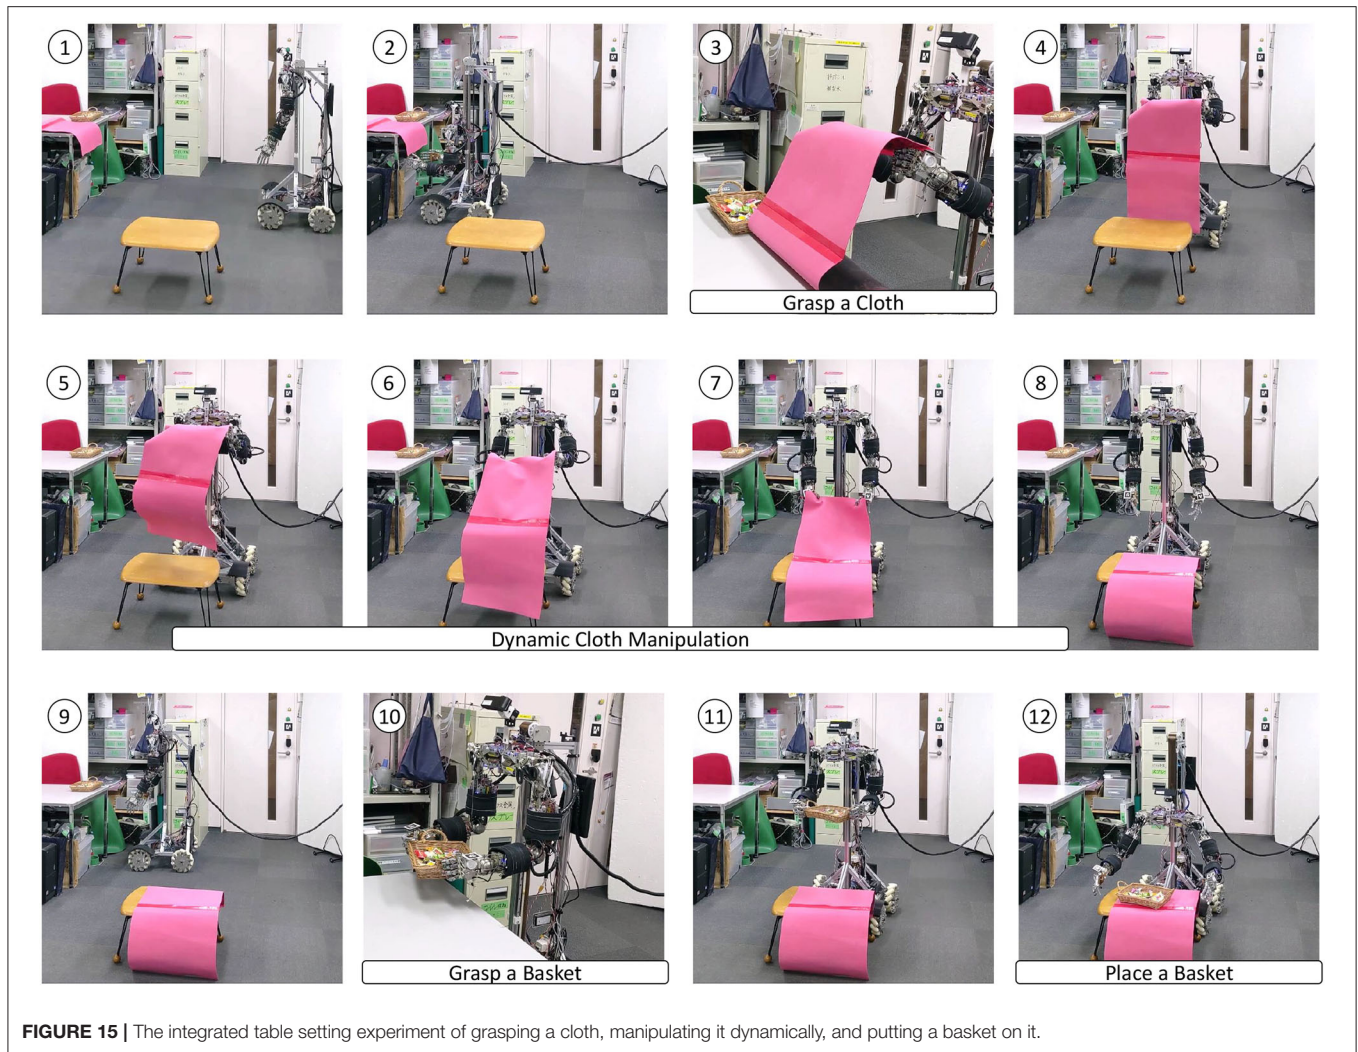 1
2
3
4
Grasp a Cloth
5
6
7
8
Dynamic Cloth Manipulation
9
10
11
12
Grasp a Basket
Place a Basket
FIGURE 15 | The integrated table setting experiment of grasping a cloth, manipulating it dynamically, and putting a basket on it.